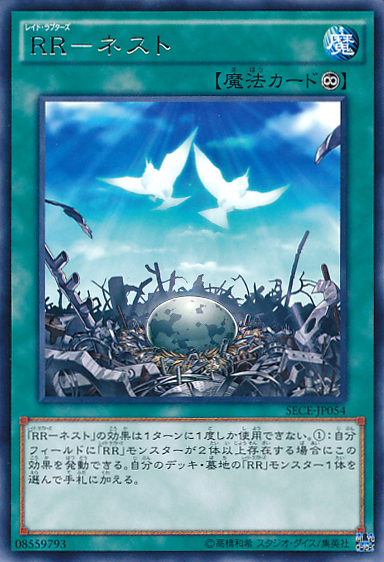 レイド・ラプターズ
RR－ネスト
魔
【魔法カード∞】
SECE-JP054
「RR－ネスト」の効果は１ターンに１度しか使用できない。①：自分
フィールドに「RR」モンスターが２体以上存在する場合にこの
効果を発動できる。自分のデッキ・墓地の「RR」モンスター１体を
選んで手札に加える。
08559793
©高橋和希 スタジオ・ダイス/集英社